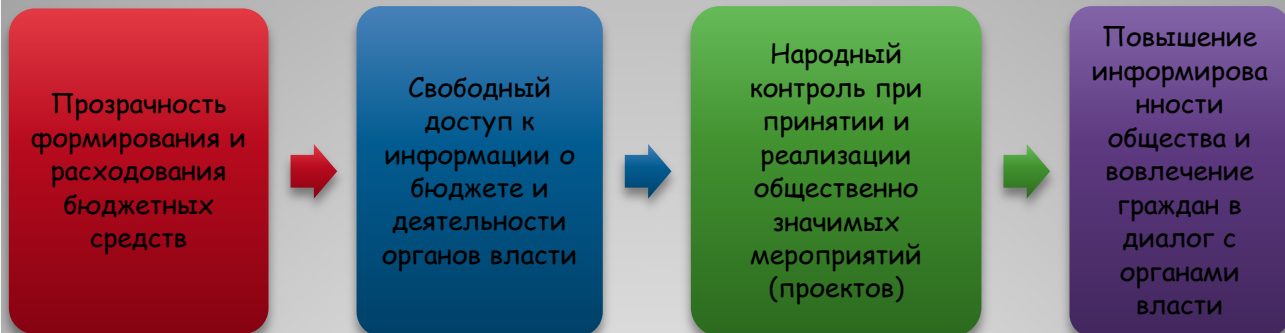 Прозрачность
формирования и
расходования
бюджетных
средств
Свободный
доступ к
информации о
бюджете и
деятельности
органов власти
Народный
контроль при
принятии и
реализации
общественно
значимых
мероприятий
(проектов)
Повышение
информирова
нности
общества и
вовлечение
граждан в
диалог с
органами
власти